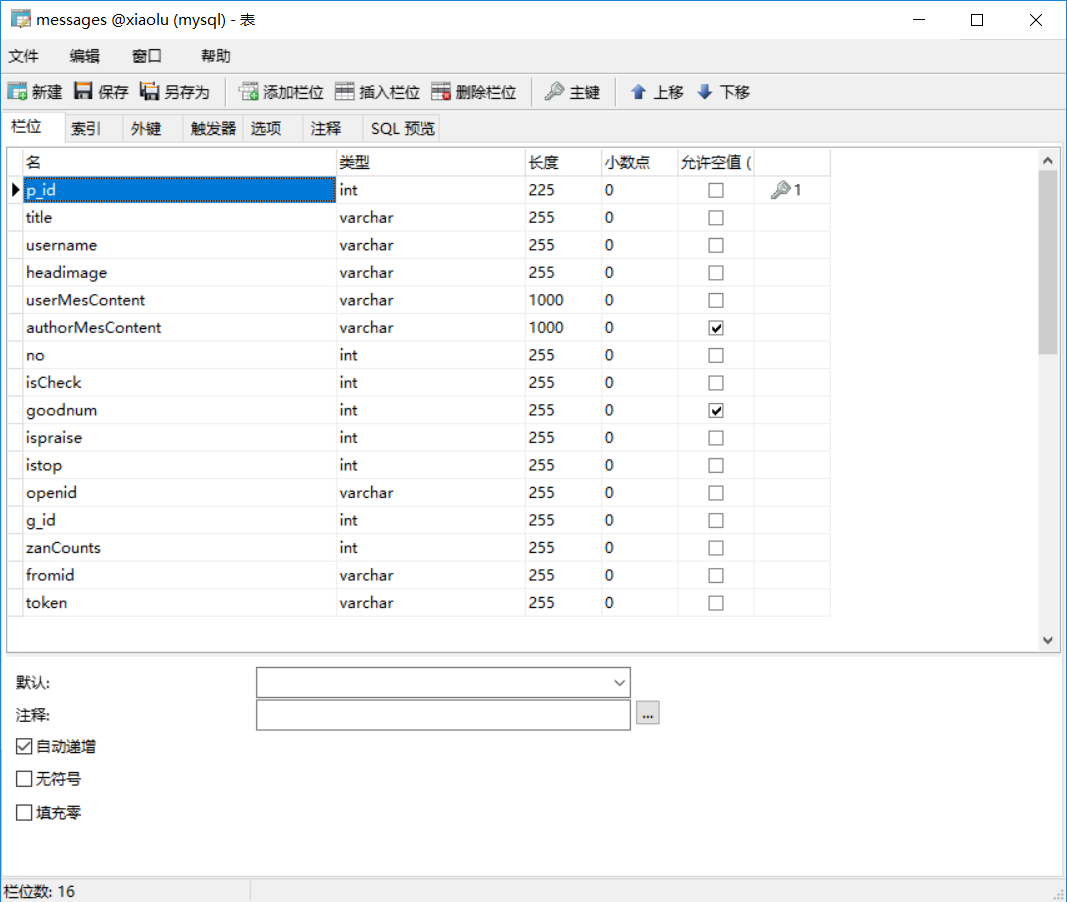 messages @xiaolu (mysql) - 表
文件 编辑 窗口 帮助
新建 保存 另存为 添加栏位 插入栏位 删除栏位 主键 上移 下移
栏位 索引 外键 触发器 选项 注释 SQL 预览
名 类型 长度 小数点 允许空值 (
p_id int 225 0 1
title varchar 255 0
username varchar 255 0
headimage varchar 255 0
userMesContent varchar 1000 0
authorMesContent varchar 1000 0
no int 255 0
isCheck int 255 0
goodnum int 255 0
ispraise int 255 0
istop int 255 0
openid varchar 255 0
g_id int 255 0
zanCounts int 255 0
fromid varchar 255 0
token varchar 255 0
默认:
注释:
...
自动递增
无符号
填充零
栏位数: 16